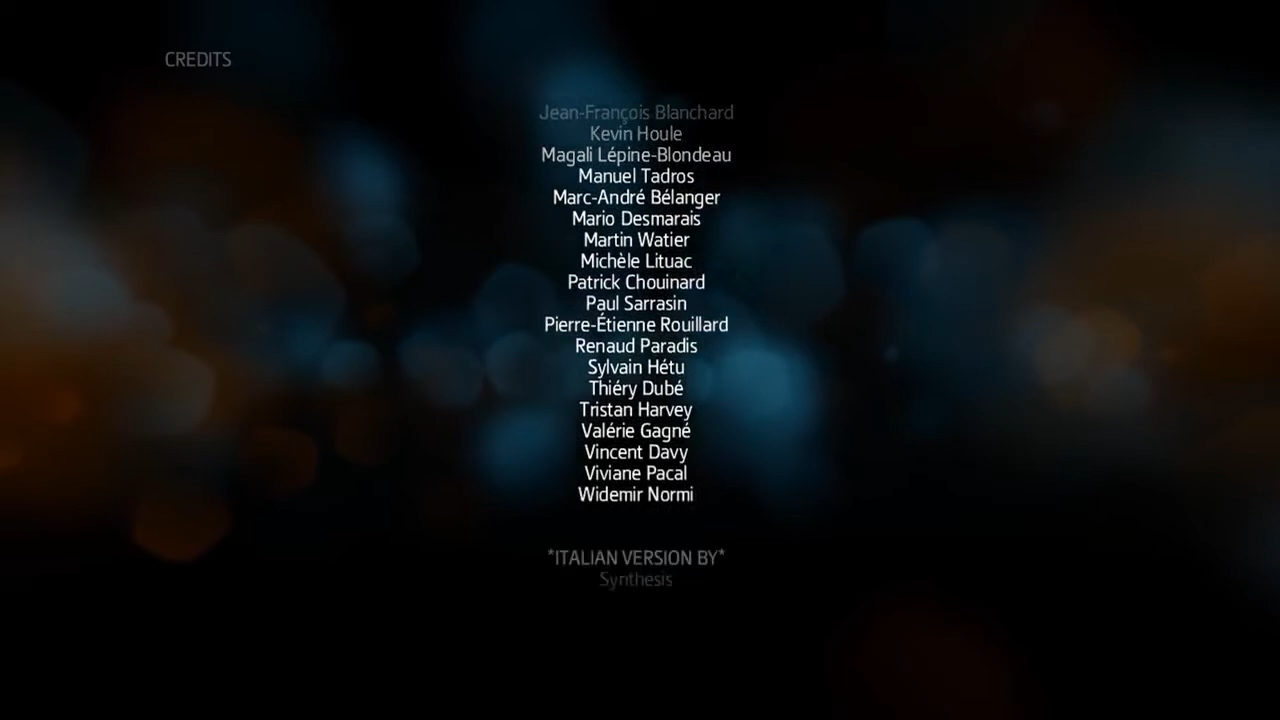 CREDITS
Jean-François Blanchard
Kevin Houle
Magali Lépine-Blondeau
Manuel Tadros
Marc-André Bélanger
Mario Desmarais
Martin Watier
Michèle Lituac
Patrick Chouinard
Paul Sarrasin
Pierre-Étienne Rouillard
Renaud Paradis
Sylvain Hétu
Thiéry Dubé
Tristan Harvey
Valérie Gagné
Vincent Davy
Viviane Pacal
Widemir Normi
*ITALIAN VERSION BY*
Synthesis